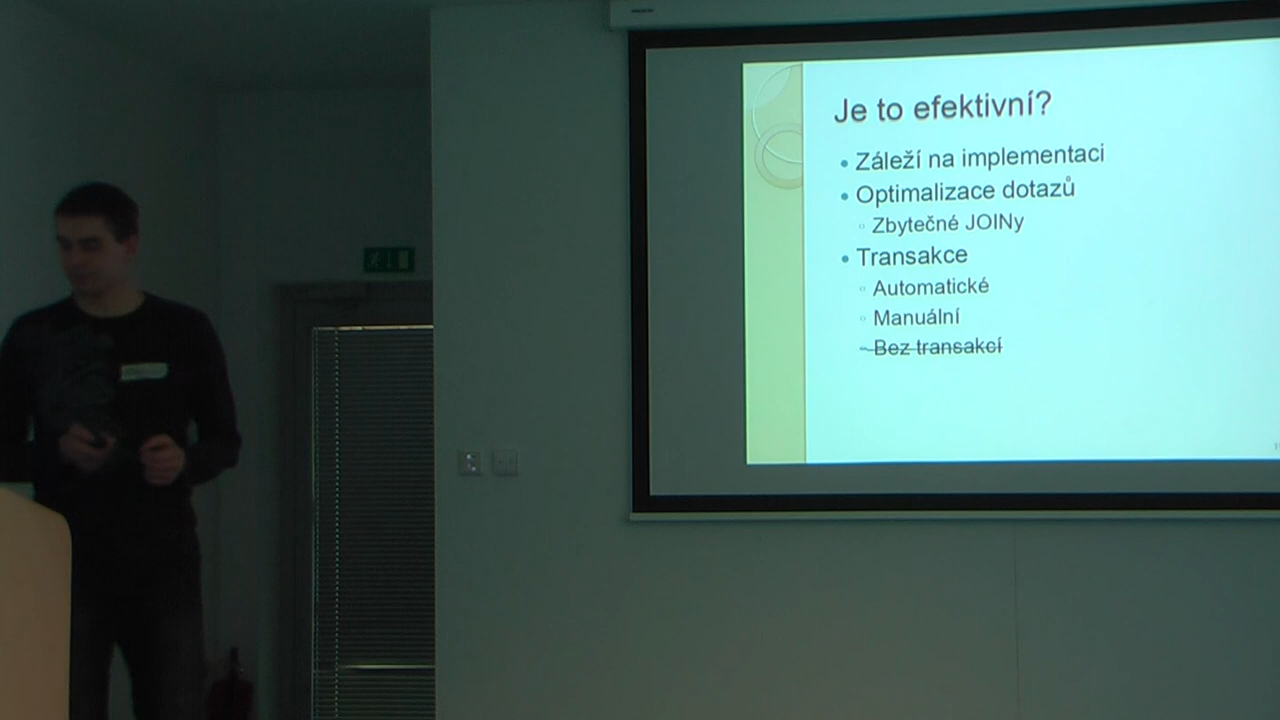 Je to efektivní?
Záleží na implementaci
Optimalizace dotazů
Zbytečné JOINy
Transakce
Automatické
Manuální
Bez transakcí